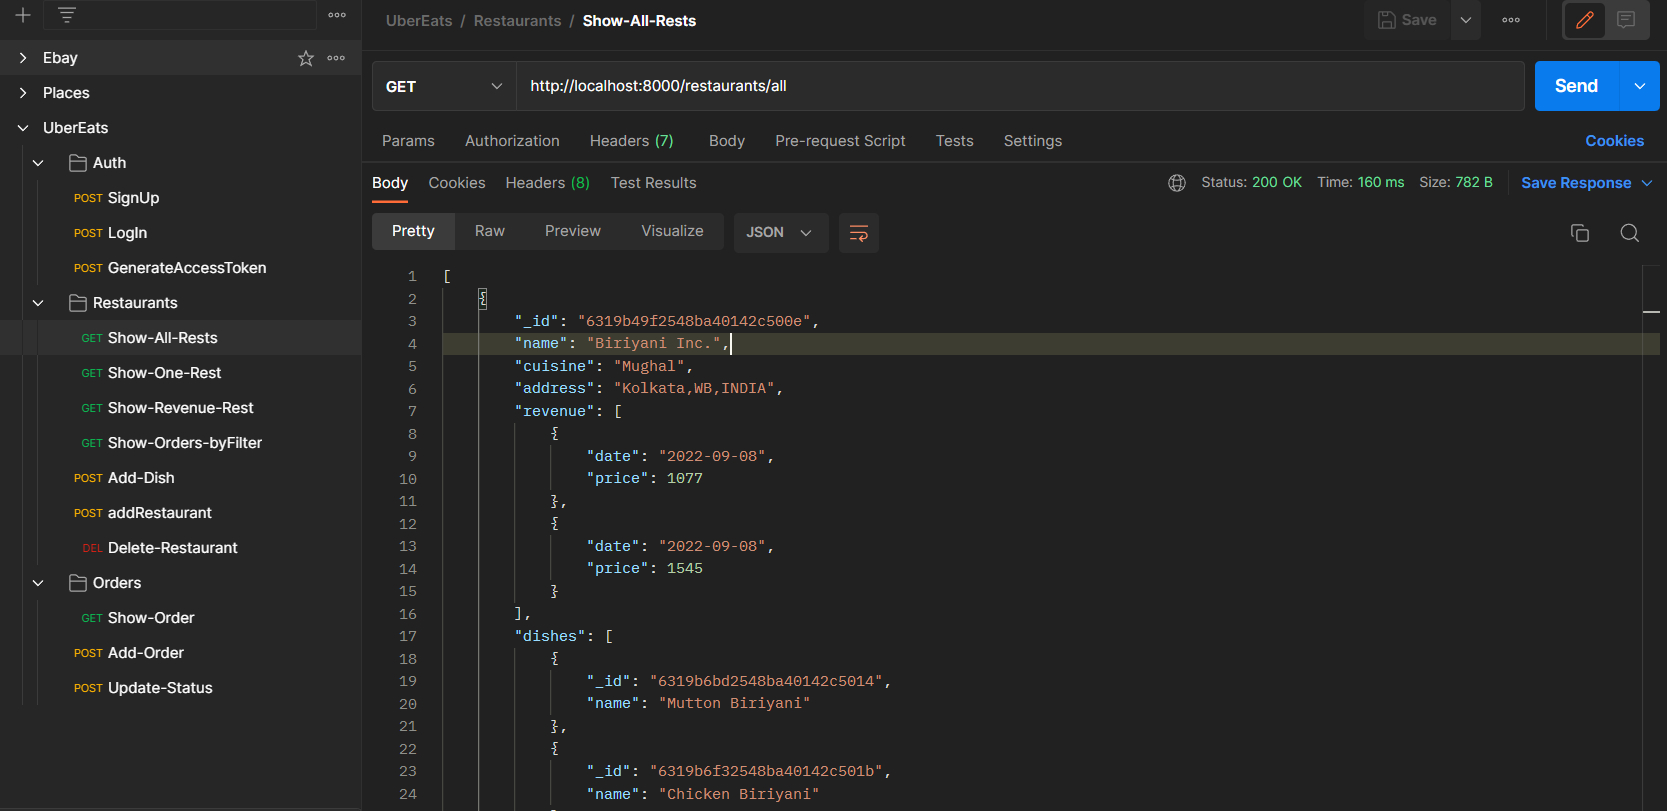 Ebay
Places
UberEats
Auth
POST SignUp
POST LogIn
POST GenerateAccessToken
Restaurants
GET Show-All-Rests
GET Show-One-Rest
GET Show-Revenue-Rest
GET Show-Orders-byFilter
POST Add-Dish
POST addRestaurant
DEL Delete-Restaurant
Orders
GET Show-Order
POST Add-Order
POST Update-Status
UberEats / Restaurants / Show-All-Rests
Save
GET http://localhost:8000/restaurants/all
Send
Params Authorization Headers (7) Body Pre-request Script Tests Settings Cookies
Body Cookies Headers (8) Test Results Status: 200 OK Time: 160 ms Size: 782 B Save Response
Pretty Raw Preview Visualize JSON
1 [
2 {
3 "_id": "6319b49f2548ba40142c500e",
4 "name": "Biriyani Inc.",
5 "cuisine": "Mughal",
6 "address": "Kolkata,WB,INDIA",
7 "revenue": [
8 {
9 "date": "2022-09-08",
10 "price": 1077
11 },
12 {
13 "date": "2022-09-08",
14 "price": 1545
15 }
16 ],
17 "dishes": [
18 {
19 "_id": "6319b6bd2548ba40142c5014",
20 "name": "Mutton Biriyani"
21 },
22 {
23 "_id": "6319b6f32548ba40142c501b",
24 "name": "Chicken Biriyani"